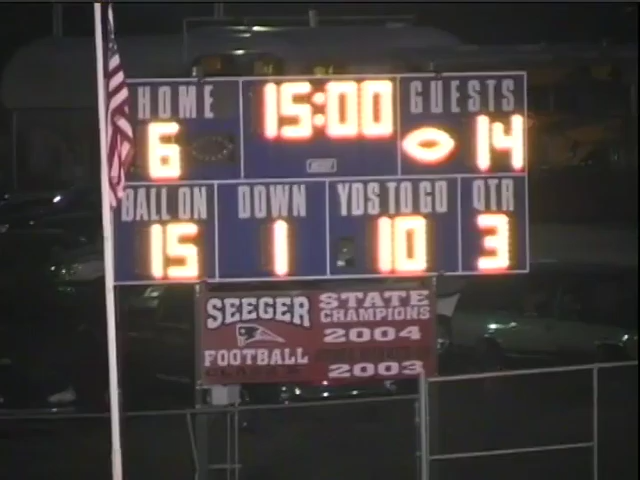 HOME 15:00 GUESTS
6 14
BALL ON DOWN YDS TO GO QTR
15 1 10 3
SEEGER
FOOTBALL
STATE
CHAMPIONS
2004
2003